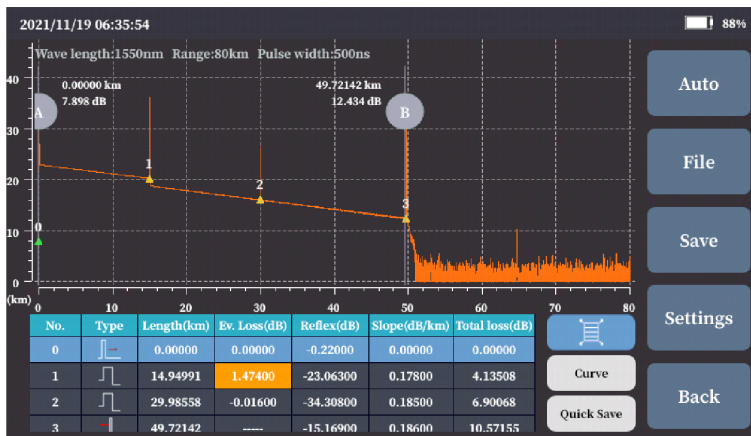 2021/11/19 06:35:54
88%
Wave length:1550nm Range:80km Pulse width:500ns
40
30
20
10
0
0.00000 km
7.898 dB
A
49.72142 km
12.434 dB
B
0
1
2
3
(km)
0 10 20 30 40 50 60 70 80
No. Type Length(km) Ev. Loss(dB) Reflex(dB) Slope(dB/km) Total loss(dB)
0 0.00000 0.00000 -0.22000 0.00000 0.00000
1 14.94991 1.47400 -23.06300 0.17800 4.13508
2 29.98558 -0.01600 -34.30800 0.18500 6.90068
3 49.72142 ----- -15.16900 0.18600 10.57155
Curve
Quick Save
Auto
File
Save
Settings
Back